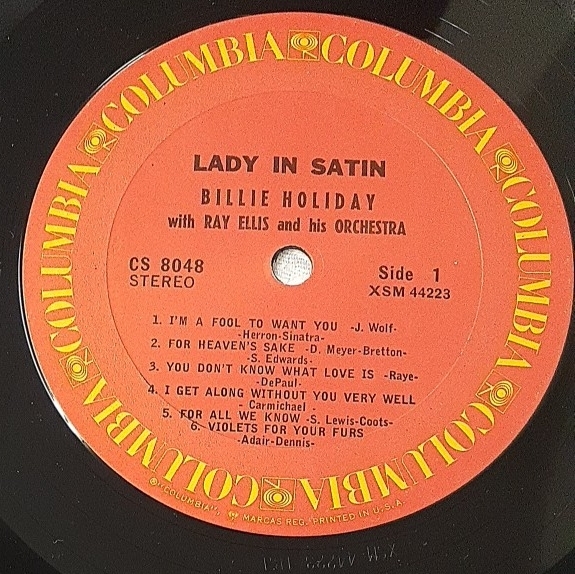 COLUMBIA COLUMBIA COLUMBIA COLUMBIA COLUMBIA COLUMBIA COLUMBIA
LADY IN SATIN
BILLIE HOLIDAY
with RAY ELLIS and his ORCHESTRA
CS 8048
STEREO
Side 1
XSM 44223
1. I'M A FOOL TO WANT YOU -J. Wolf-
-Herron-Sinatra-
2. FOR HEAVEN'S SAKE -D. Meyer-Bretton-
-S. Edwards-
3. YOU DON'T KNOW WHAT LOVE IS -Raye-
-DePaul-
4. I GET ALONG WITHOUT YOU VERY WELL
- Carmichael -
5. FOR ALL WE KNOW -S. Lewis-Coots-
6. VIOLETS FOR YOUR FURS
-Adair-Dennis-
® "COLUMBIA", MARCAS REG. PRINTED IN U.S.A.